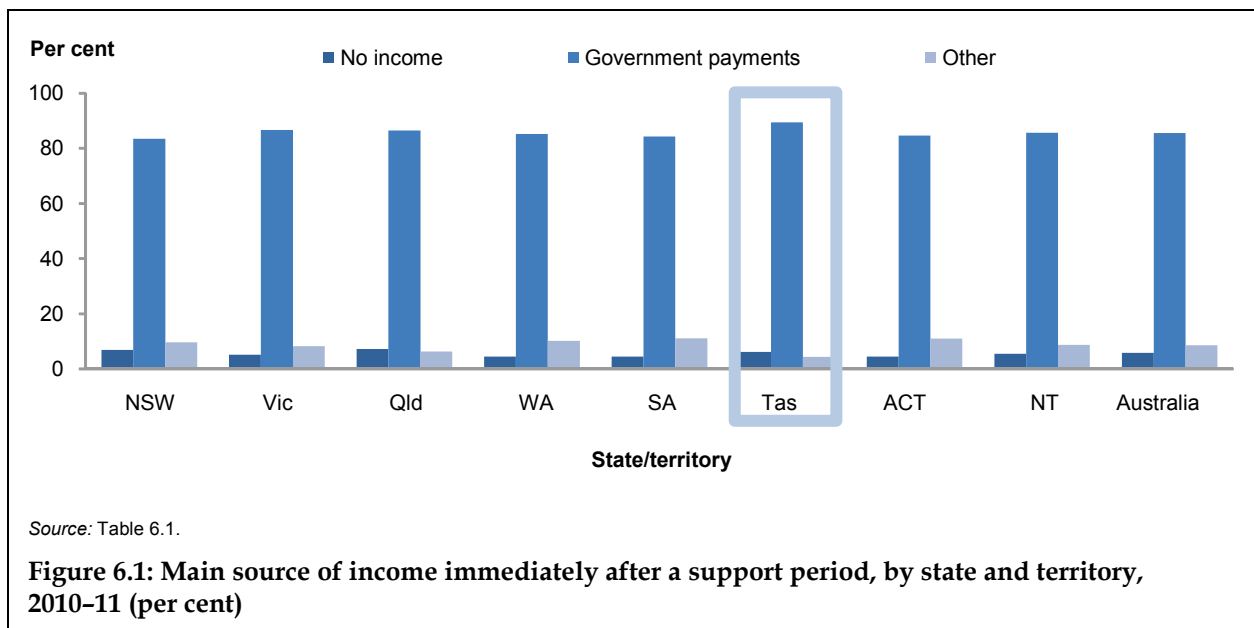 Per cent
No income Government payments Other
100
80
60
40
20
0
NSW Vic Qld WA SA Tas ACT NT Australia
State/territory
Source: Table 6.1.
Figure 6.1: Main source of income immediately after a support period, by state and territory,
2010–11 (per cent)